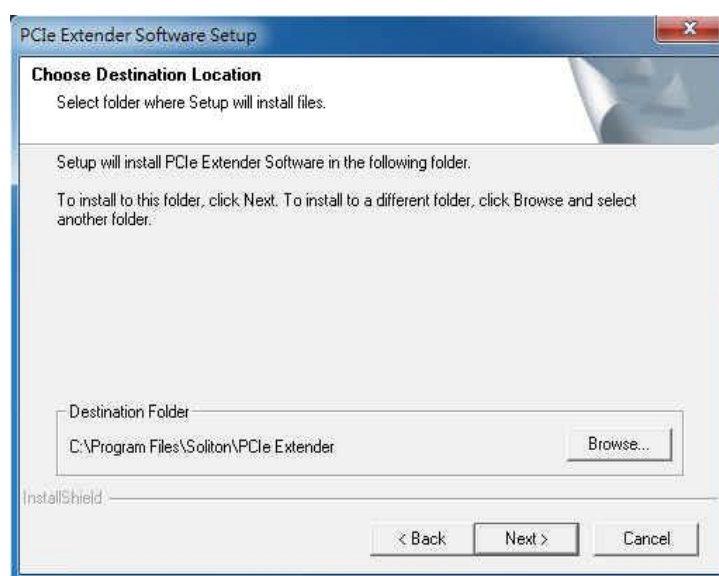 PCIe Extender Software Setup
Choose Destination Location
Select folder where Setup will install files.
Setup will install PCIe Extender Software in the following folder.
To install to this folder, click Next. To install to a different folder, click Browse and select
another folder.
Destination Folder
C:\Program Files\Soliton\PCIe Extender
Browse...
InstallShield
< Back
Next >
Cancel